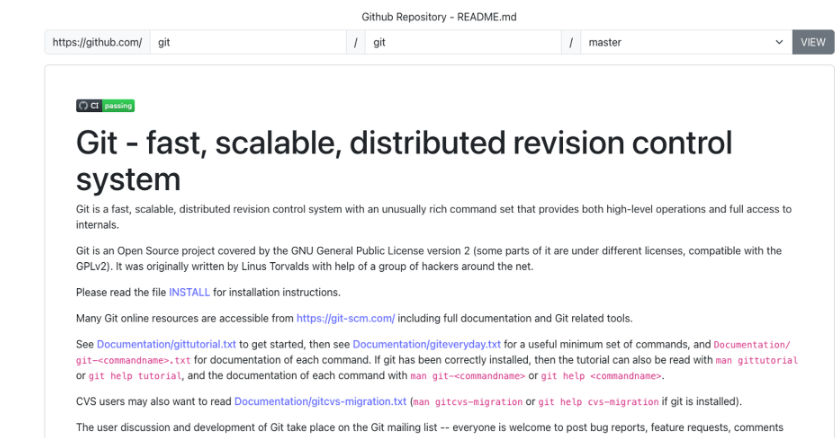 Github Repository - README.md
https://github.com/ git / git / master VIEW
CI passing
Git - fast, scalable, distributed revision control
system
Git is a fast, scalable, distributed revision control system with an unusually rich command set that provides both high-level operations and full access to
internals.
Git is an Open Source project covered by the GNU General Public License version 2 (some parts of it are under different licenses, compatible with the
GPLv2). It was originally written by Linus Torvalds with help of a group of hackers around the net.
Please read the file INSTALL for installation instructions.
Many Git online resources are accessible from https://git-scm.com/ including full documentation and Git related tools.
See Documentation/gittutorial.txt to get started, then see Documentation/giteveryday.txt for a useful minimum set of commands, and Documentation/
git-<commandname>.txt for documentation of each command. If git has been correctly installed, then the tutorial can also be read with man gittutorial
or git help tutorial, and the documentation of each command with man git-<commandname> or git help <commandname>.
CVS users may also want to read Documentation/gitcvs-migration.txt (man gitcvs-migration or git help cvs-migration if git is installed).
The user discussion and development of Git take place on the Git mailing list -- everyone is welcome to post bug reports, feature requests, comments